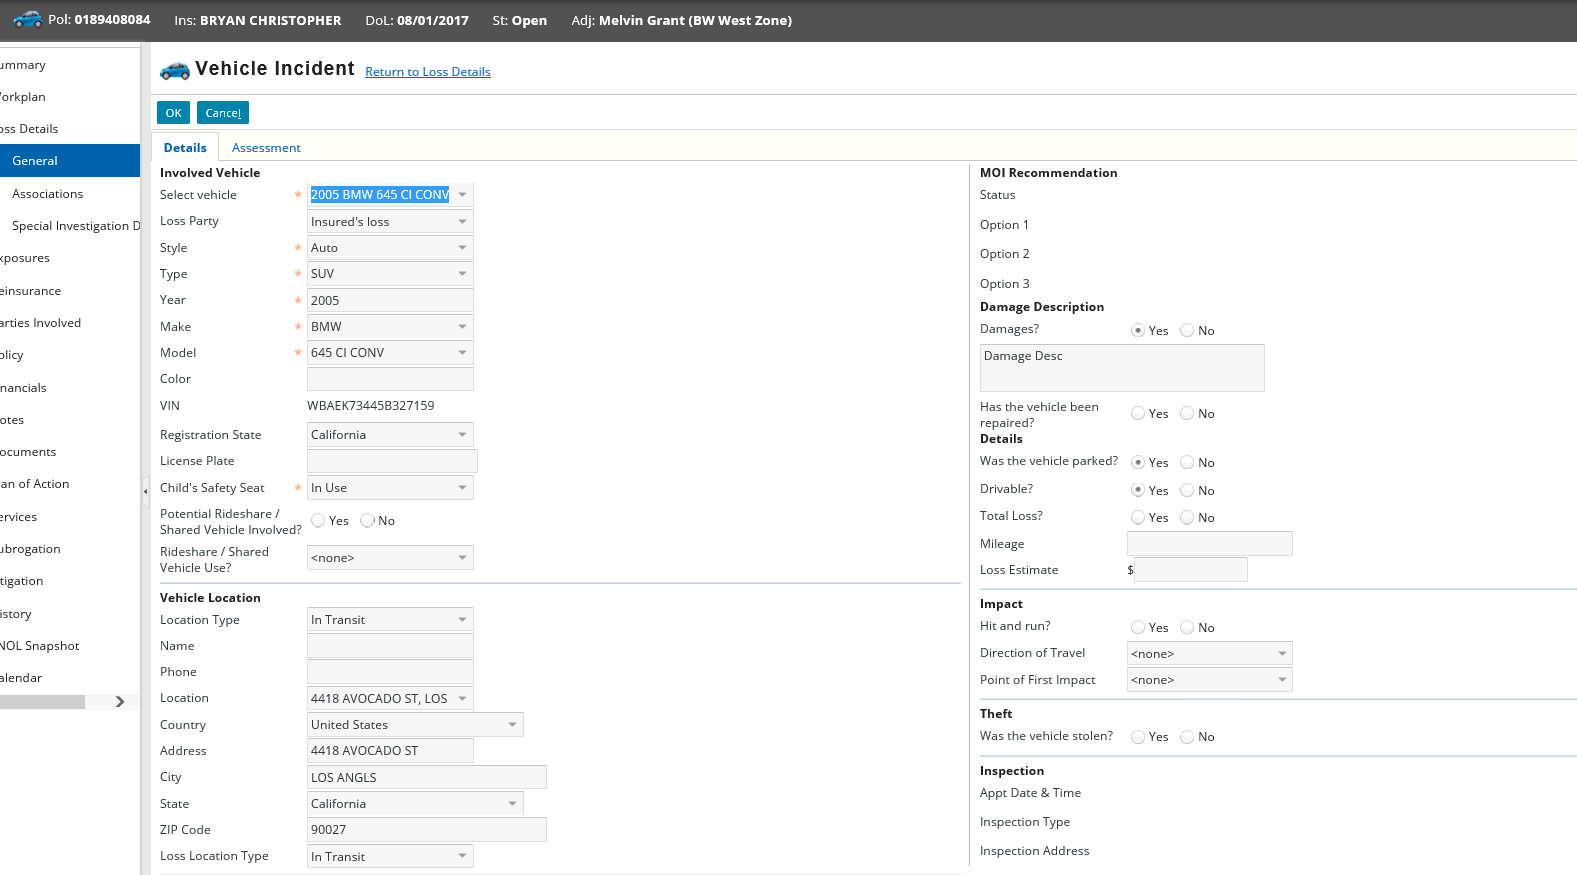 Pol: 0189408084 Ins: BRYAN CHRISTOPHER DoL: 08/01/2017 St: Open Adj: Melvin Grant (BW West Zone)
ummary
orkplan
oss Details
General
Associations
Special Investigation D
xposures
einsurance
arties Involved
olicy
nancials
otes
ocuments
an of Action
ervices
ubrogation
tigation
istory
NOL Snapshot
alendar
Vehicle Incident Return to Loss Details
OK Cancel
Details Assessment
Involved Vehicle
Select vehicle * 2005 BMW 645 CI CONV
Loss Party Insured's loss
Style * Auto
Type * SUV
Year * 2005
Make * BMW
Model * 645 CI CONV
Color
VIN WBAEK73445B327159
Registration State California
License Plate
Child's Safety Seat * In Use
Potential Rideshare /
Shared Vehicle Involved? Yes No
Rideshare / Shared
Vehicle Use? <none>
Vehicle Location
Location Type In Transit
Name
Phone
Location 4418 AVOCADO ST, LOS
Country United States
Address 4418 AVOCADO ST
City LOS ANGLS
State California
ZIP Code 90027
Loss Location Type In Transit
MOI Recommendation
Status
Option 1
Option 2
Option 3
Damage Description
Damages? Yes No
Damage Desc
Has the vehicle been
repaired? Yes No
Details
Was the vehicle parked? Yes No
Drivable? Yes No
Total Loss? Yes No
Mileage
Loss Estimate $
Impact
Hit and run? Yes No
Direction of Travel <none>
Point of First Impact <none>
Theft
Was the vehicle stolen? Yes No
Inspection
Appt Date & Time
Inspection Type
Inspection Address